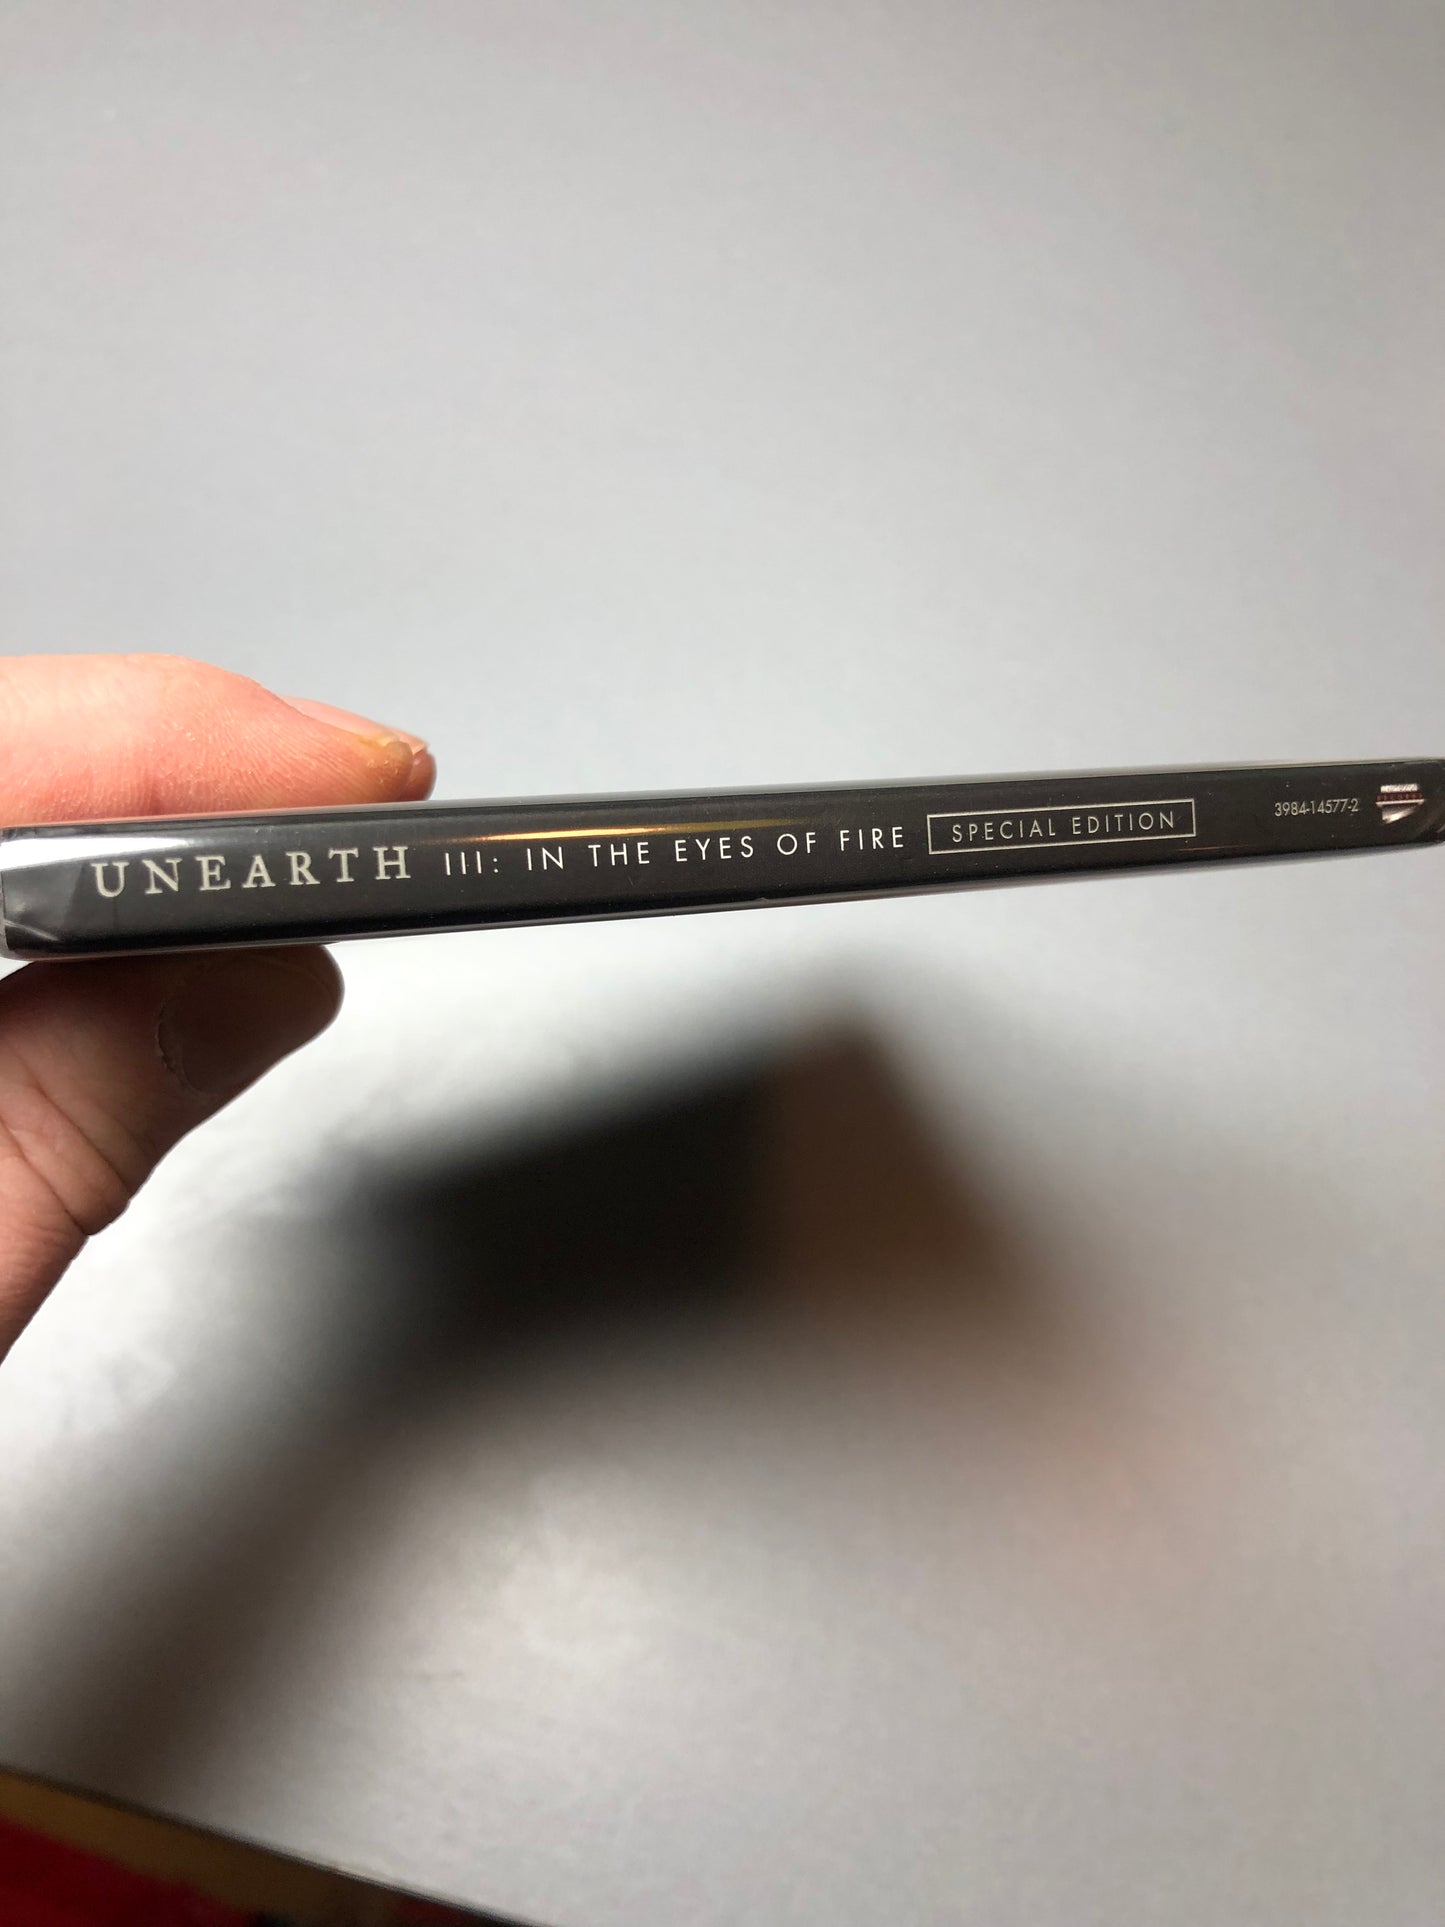 UNEARTH III: IN THE EYES OF FIRE SPECIAL EDITION 3984-14577-2